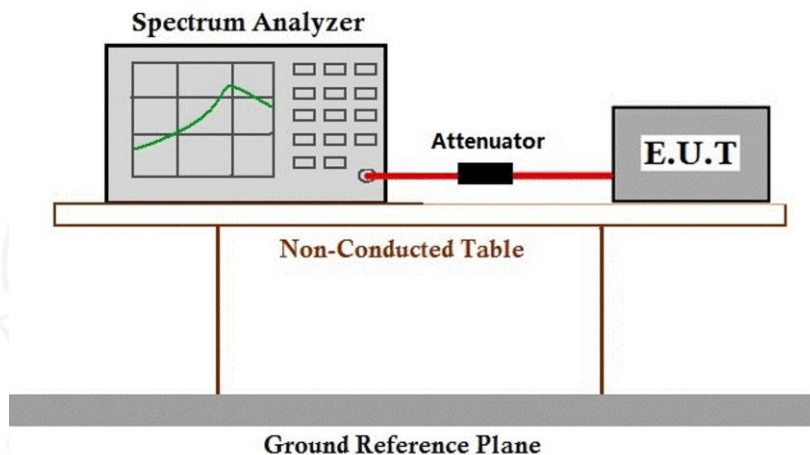 Spectrum Analyzer
Attenuator
E.U.T
Non-Conducted Table
Ground Reference Plane